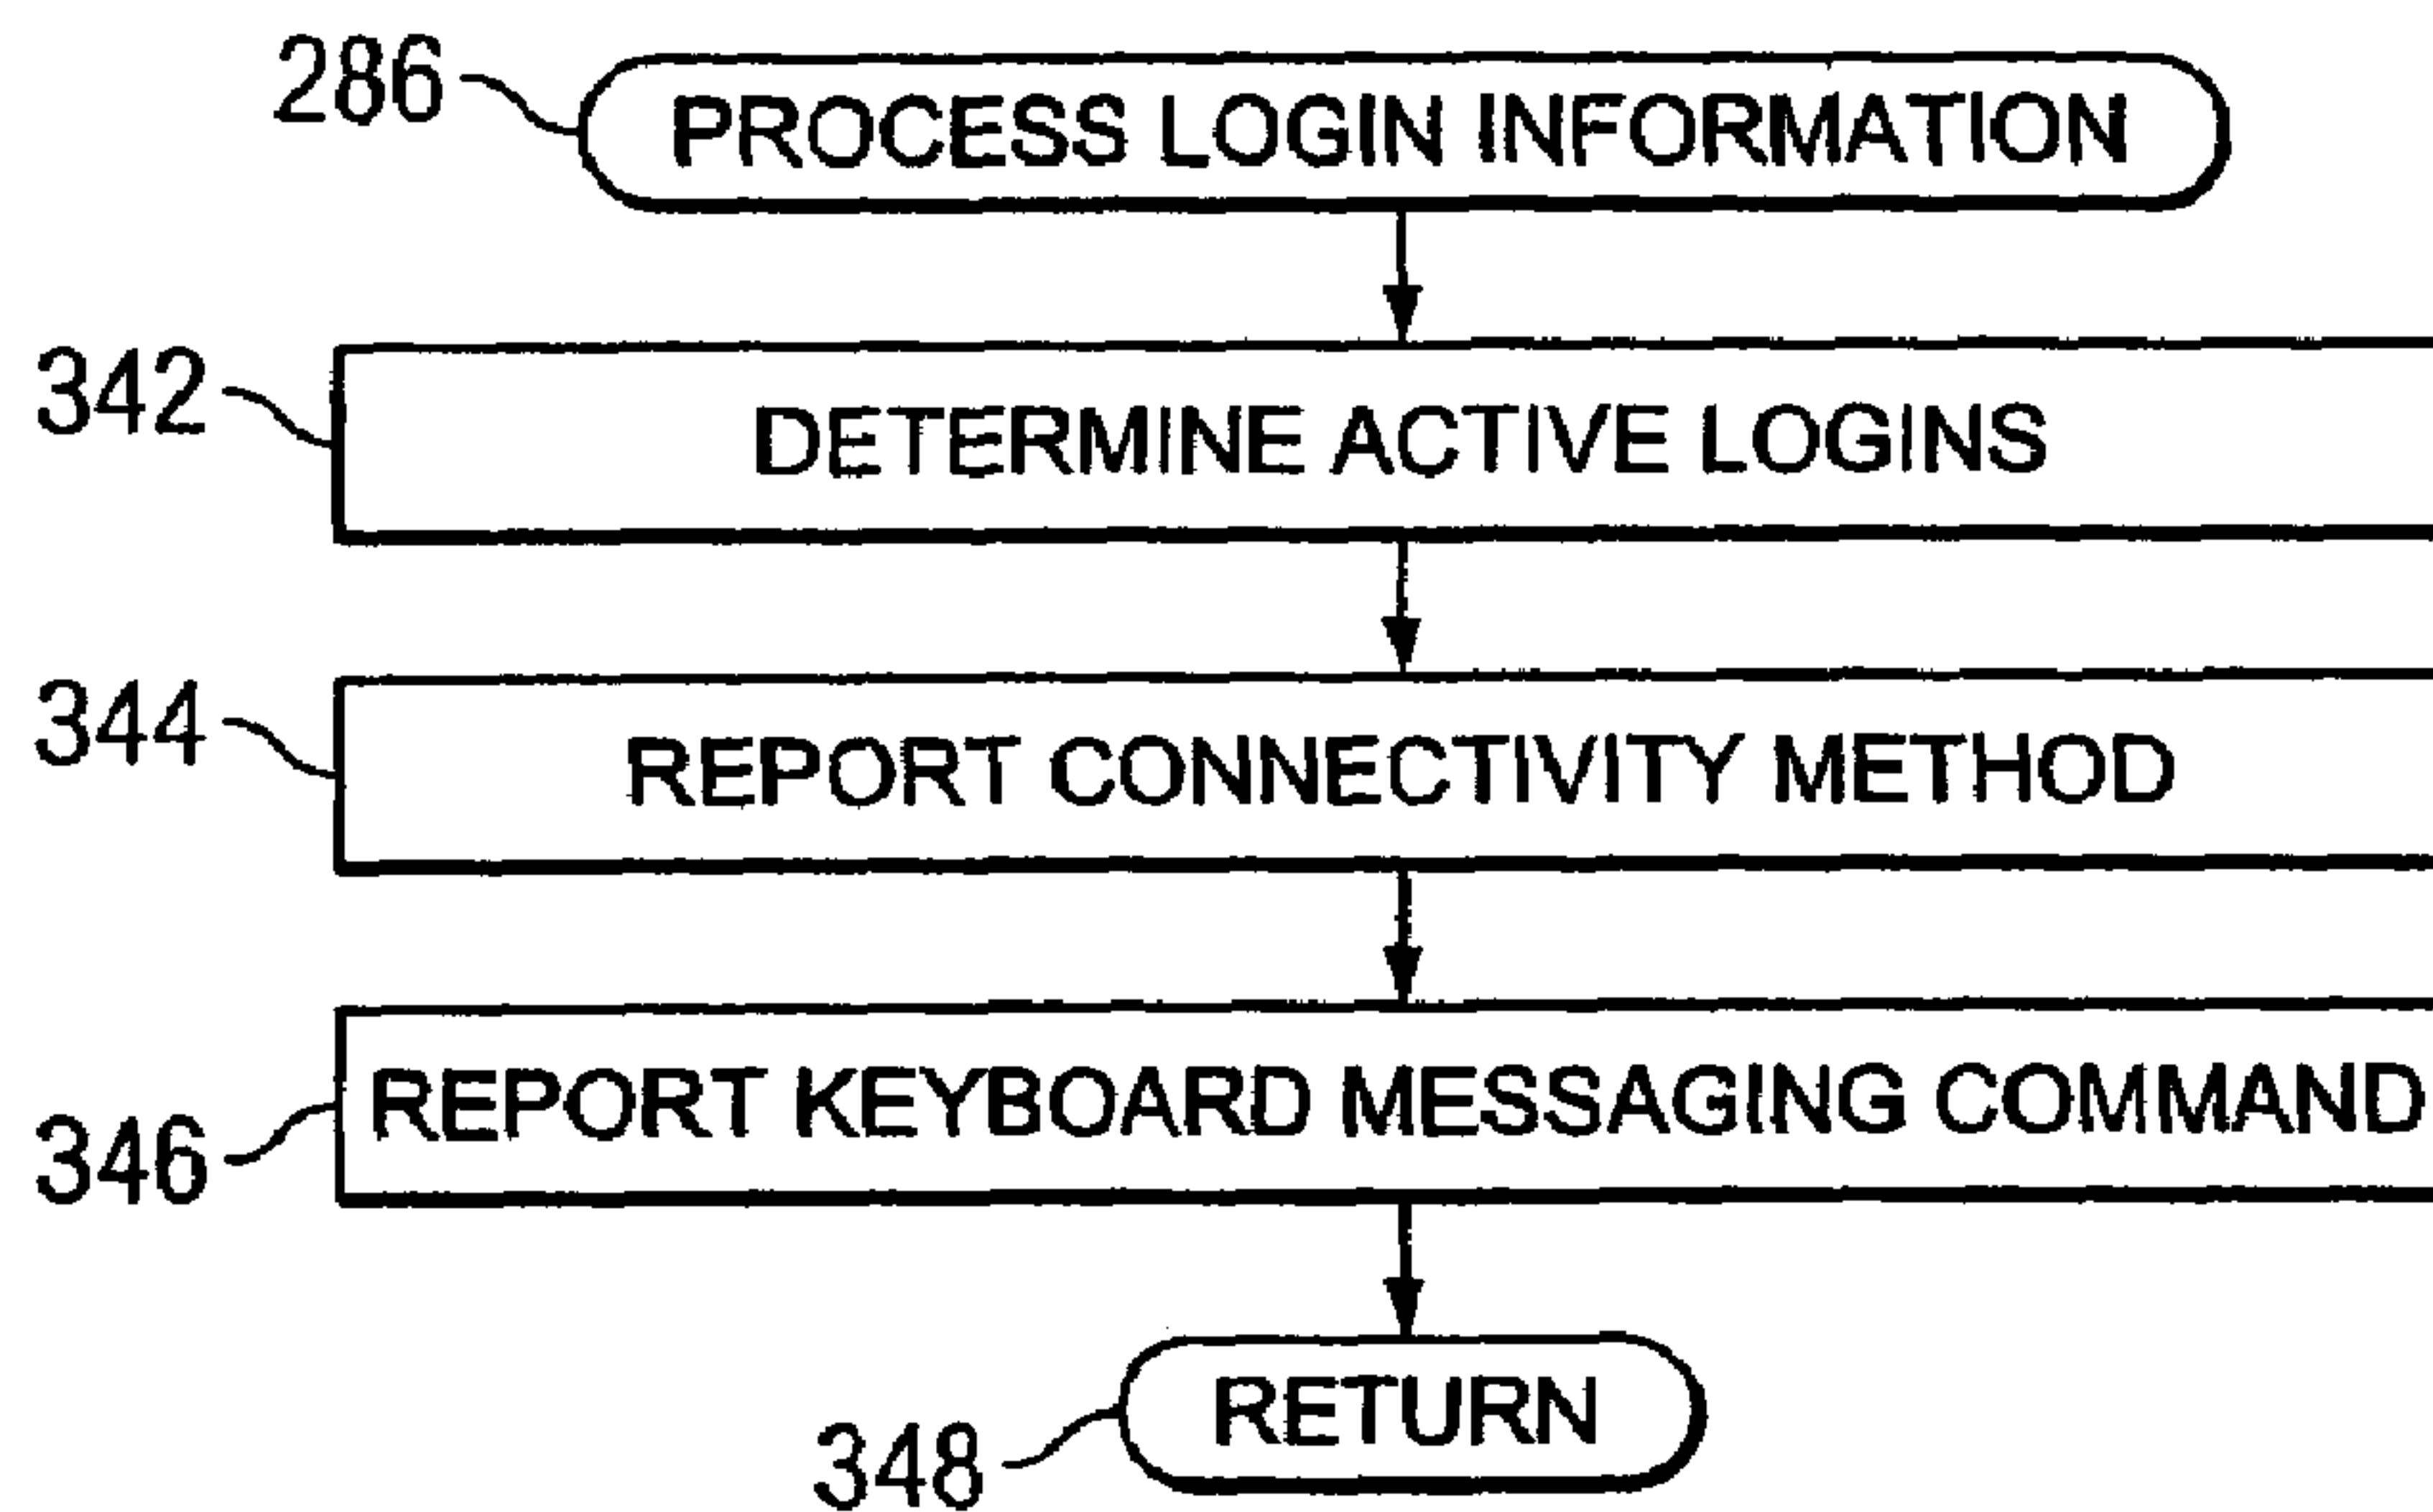 286 PROCESS LOGIN INFORMATION
342 DETERMINE ACTIVE LOGINS
344 REPORT CONNECTIVITY METHOD
346 REPORT KEYBOARD MESSAGING COMMAND
348 RETURN